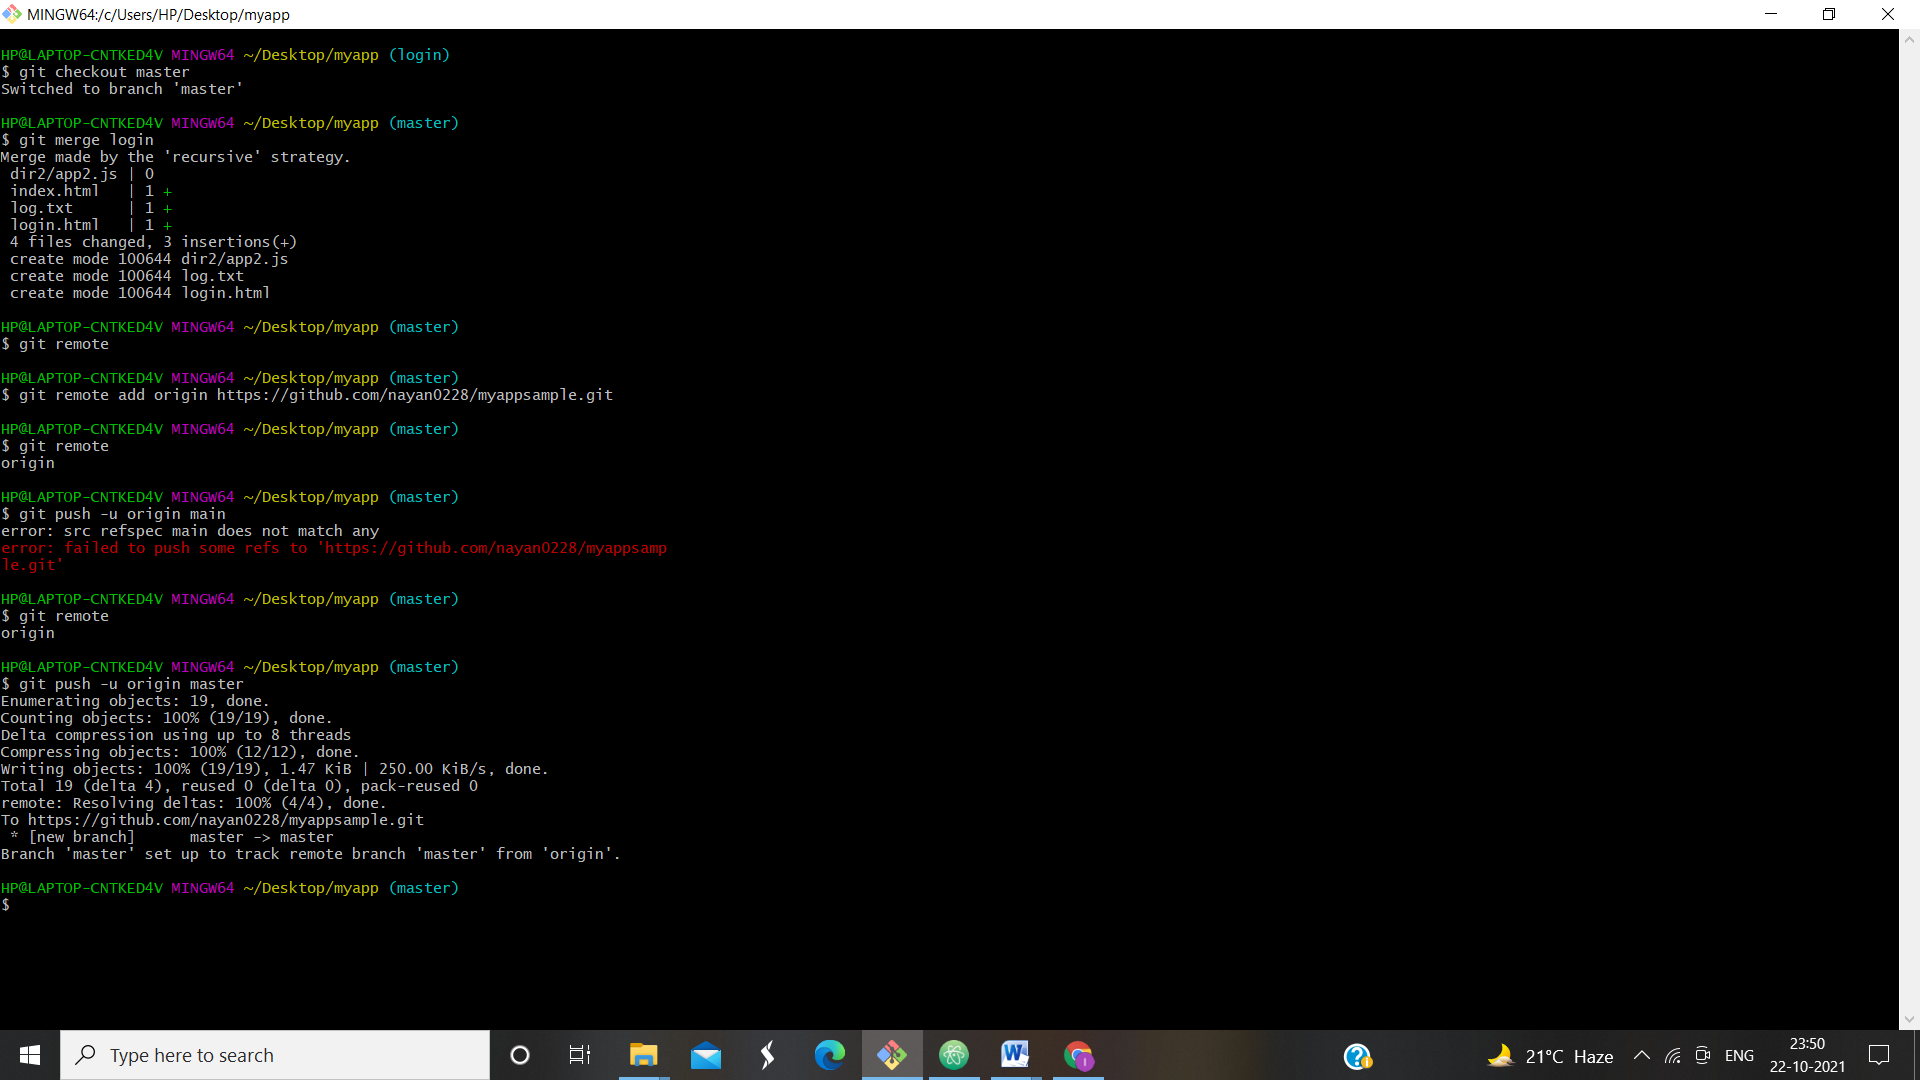 MINGW64:/c/Users/HP/Desktop/myapp
HP@LAPTOP-CNTKED4V MINGW64 ~/Desktop/myapp (login)
$ git checkout master
Switched to branch 'master'
HP@LAPTOP-CNTKED4V MINGW64 ~/Desktop/myapp (master)
$ git merge login
Merge made by the 'recursive' strategy.
 dir2/app2.js | 0
 index.html   | 1 +
 log.txt      | 1 +
 login.html   | 1 +
 4 files changed, 3 insertions(+)
 create mode 100644 dir2/app2.js
 create mode 100644 log.txt
 create mode 100644 login.html
HP@LAPTOP-CNTKED4V MINGW64 ~/Desktop/myapp (master)
$ git remote
HP@LAPTOP-CNTKED4V MINGW64 ~/Desktop/myapp (master)
$ git remote add origin https://github.com/nayan0228/myappsample.git
HP@LAPTOP-CNTKED4V MINGW64 ~/Desktop/myapp (master)
$ git remote
origin
HP@LAPTOP-CNTKED4V MINGW64 ~/Desktop/myapp (master)
$ git push -u origin main
error: src refspec main does not match any
error: failed to push some refs to 'https://github.com/nayan0228/myappsamp
le.git'
HP@LAPTOP-CNTKED4V MINGW64 ~/Desktop/myapp (master)
$ git remote
origin
HP@LAPTOP-CNTKED4V MINGW64 ~/Desktop/myapp (master)
$ git push -u origin master
Enumerating objects: 19, done.
Counting objects: 100% (19/19), done.
Delta compression using up to 8 threads
Compressing objects: 100% (12/12), done.
Writing objects: 100% (19/19), 1.47 KiB | 250.00 KiB/s, done.
Total 19 (delta 4), reused 0 (delta 0), pack-reused 0
remote: Resolving deltas: 100% (4/4), done.
To https://github.com/nayan0228/myappsample.git
 * [new branch]      master -> master
Branch 'master' set up to track remote branch 'master' from 'origin'.
HP@LAPTOP-CNTKED4V MINGW64 ~/Desktop/myapp (master)
$
Type here to search
21°C Haze
ENG
23:50
22-10-2021